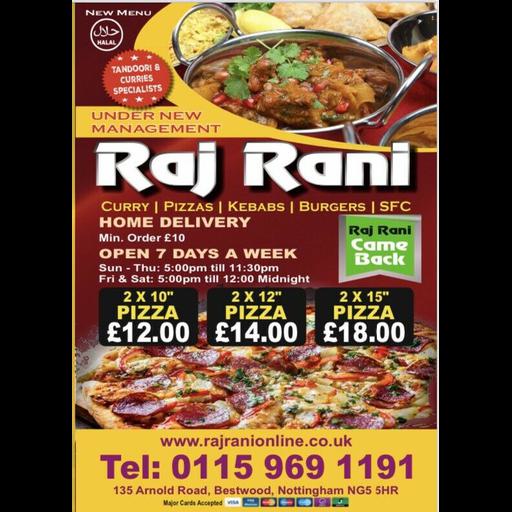 New Menu
حلال
HALAL
TANDOORI &
CURRIES
SPECIALISTS
UNDER NEW
MANAGEMENT
Raj Rani
Curry | Pizzas | Kebabs | Burgers | SFC
HOME DELIVERY
Min. Order £10
OPEN 7 DAYS A WEEK
Sun - Thu: 5:00pm till 11:30pm
Fri & Sat: 5:00pm till 12:00 Midnight
Raj Rani
Came
Back
2 X 10"
PIZZA
£12.00
2 X 12"
PIZZA
£14.00
2 X 15"
PIZZA
£18.00
www.rajranionline.co.uk
Tel: 0115 969 1191
135 Arnold Road, Bestwood, Nottingham NG5 5HR
Major Cards Accepted
VISA